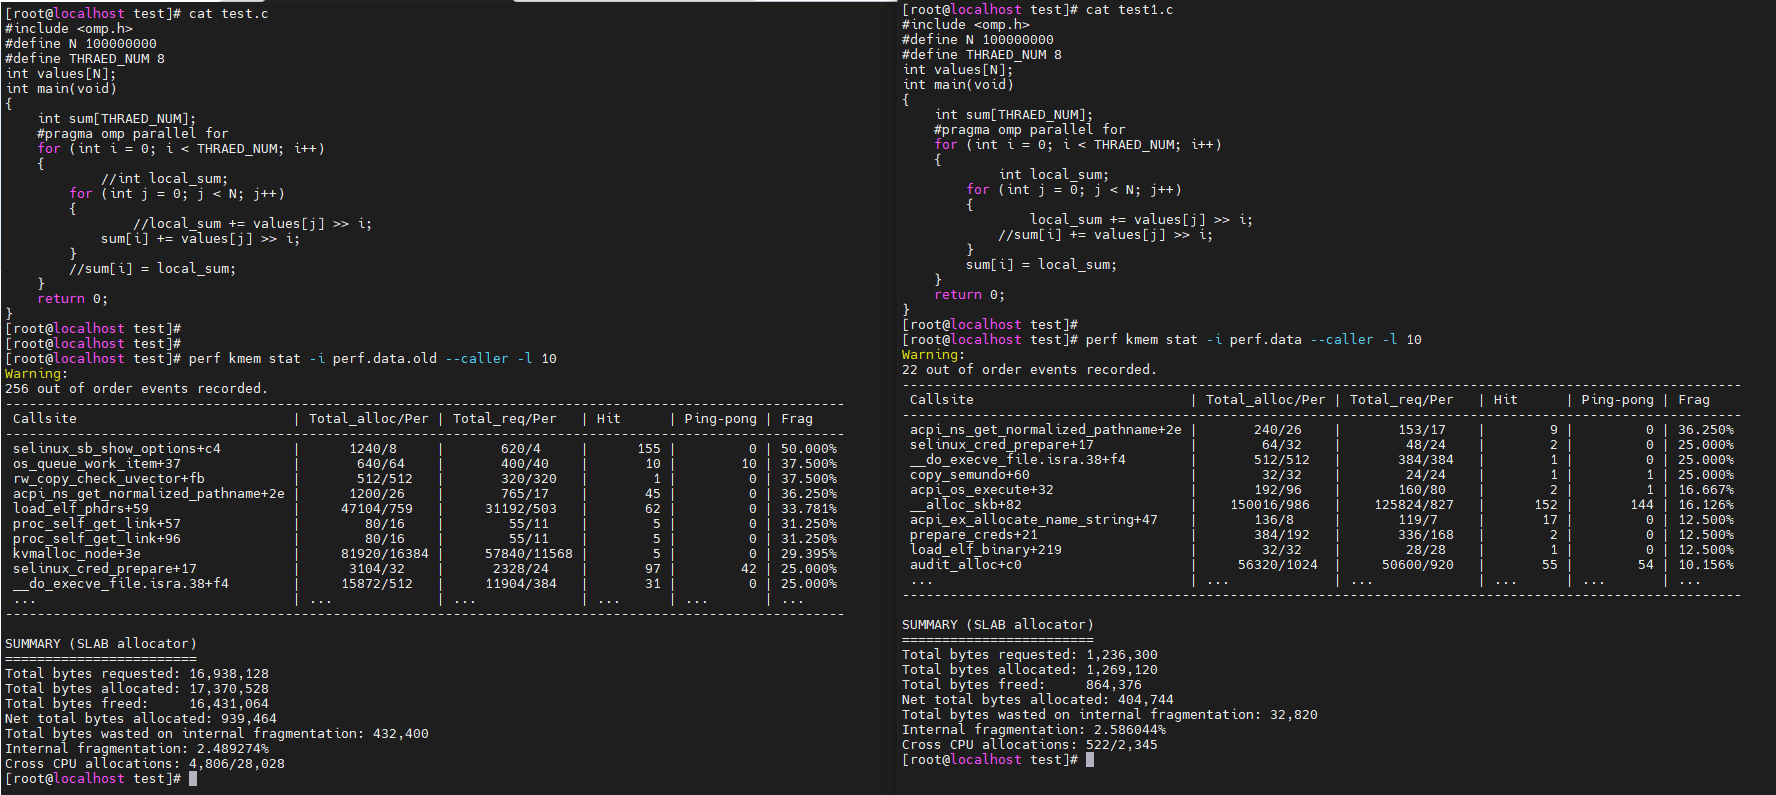 [root@localhost test]# cat test.c
#include <omp.h>
#define N 100000000
#define THRAED_NUM 8
int values[N];
int main(void)
{
    int sum[THRAED_NUM];
    #pragma omp parallel for
    for (int i = 0; i < THRAED_NUM; i++)
    {
            //int local_sum;
        for (int j = 0; j < N; j++)
        {
                //local_sum += values[j] >> i;
            sum[i] += values[j] >> i;
        }
        //sum[i] = local_sum;
    }
    return 0;
}
[root@localhost test]#
[root@localhost test]#
[root@localhost test]# perf kmem stat -i perf.data.old --caller -l 10
Warning:
256 out of order events recorded.
---------------------------------------------------------------------------------------------------------
 Callsite                           | Total_alloc/Per | Total_req/Per   | Hit      | Ping-pong | Frag
---------------------------------------------------------------------------------------------------------
 selinux_sb_show_options+c4         |      1240/8     |       620/4     |      155 |         0 | 50.000%
 os_queue_work_item+37              |       640/64    |       400/40    |       10 |        10 | 37.500%
 rw_copy_check_uvector+fb           |       512/512   |       320/320   |        1 |         0 | 37.500%
 acpi_ns_get_normalized_pathname+2e |      1200/26    |       765/17    |       45 |         0 | 36.250%
 load_elf_phdrs+59                  |     47104/759   |     31192/503   |       62 |         0 | 33.781%
 proc_self_get_link+57              |        80/16    |        55/11    |        5 |         0 | 31.250%
 proc_self_get_link+96              |        80/16    |        55/11    |        5 |         0 | 31.250%
 kvmalloc_node+3e                   |     81920/16384 |     57840/11568 |        5 |         0 | 29.395%
 selinux_cred_prepare+17            |      3104/32    |      2328/24    |       97 |        42 | 25.000%
 __do_execve_file.isra.38+f4        |     15872/512   |     11904/384   |       31 |         0 | 25.000%
 ...                                | ...             | ...             | ...      | ...       | ...
---------------------------------------------------------------------------------------------------------
SUMMARY (SLAB allocator)
========================
Total bytes requested: 16,938,128
Total bytes allocated: 17,370,528
Total bytes freed:     16,431,064
Net total bytes allocated: 939,464
Total bytes wasted on internal fragmentation: 432,400
Internal fragmentation: 2.489274%
Cross CPU allocations: 4,806/28,028
[root@localhost test]#
[root@localhost test]# cat test1.c
#include <omp.h>
#define N 100000000
#define THRAED_NUM 8
int values[N];
int main(void)
{
    int sum[THRAED_NUM];
    #pragma omp parallel for
    for (int i = 0; i < THRAED_NUM; i++)
    {
            int local_sum;
        for (int j = 0; j < N; j++)
        {
                local_sum += values[j] >> i;
            //sum[i] += values[j] >> i;
        }
        sum[i] = local_sum;
    }
    return 0;
}
[root@localhost test]#
[root@localhost test]# perf kmem stat -i perf.data --caller -l 10
Warning:
22 out of order events recorded.
---------------------------------------------------------------------------------------------------------
 Callsite                           | Total_alloc/Per | Total_req/Per   | Hit      | Ping-pong | Frag
---------------------------------------------------------------------------------------------------------
 acpi_ns_get_normalized_pathname+2e |       240/26    |       153/17    |        9 |         0 | 36.250%
 selinux_cred_prepare+17            |        64/32    |        48/24    |        2 |         0 | 25.000%
 __do_execve_file.isra.38+f4        |       512/512   |       384/384   |        1 |         0 | 25.000%
 copy_semundo+60                    |        32/32    |        24/24    |        1 |         1 | 25.000%
 acpi_os_execute+32                 |       192/96    |       160/80    |        2 |         1 | 16.667%
 __alloc_skb+82                     |    150016/986   |    125824/827   |      152 |       144 | 16.126%
 acpi_ex_allocate_name_string+47    |       136/8     |       119/7     |       17 |         0 | 12.500%
 prepare_creds+21                   |       384/192   |       336/168   |        2 |         0 | 12.500%
 load_elf_binary+219                |        32/32    |        28/28    |        1 |         0 | 12.500%
 audit_alloc+c0                     |     56320/1024  |     50600/920   |       55 |        54 | 10.156%
 ...                                | ...             | ...             | ...      | ...       | ...
---------------------------------------------------------------------------------------------------------
SUMMARY (SLAB allocator)
========================
Total bytes requested: 1,236,300
Total bytes allocated: 1,269,120
Total bytes freed:     864,376
Net total bytes allocated: 404,744
Total bytes wasted on internal fragmentation: 32,820
Internal fragmentation: 2.586044%
Cross CPU allocations: 522/2,345
[root@localhost test]#